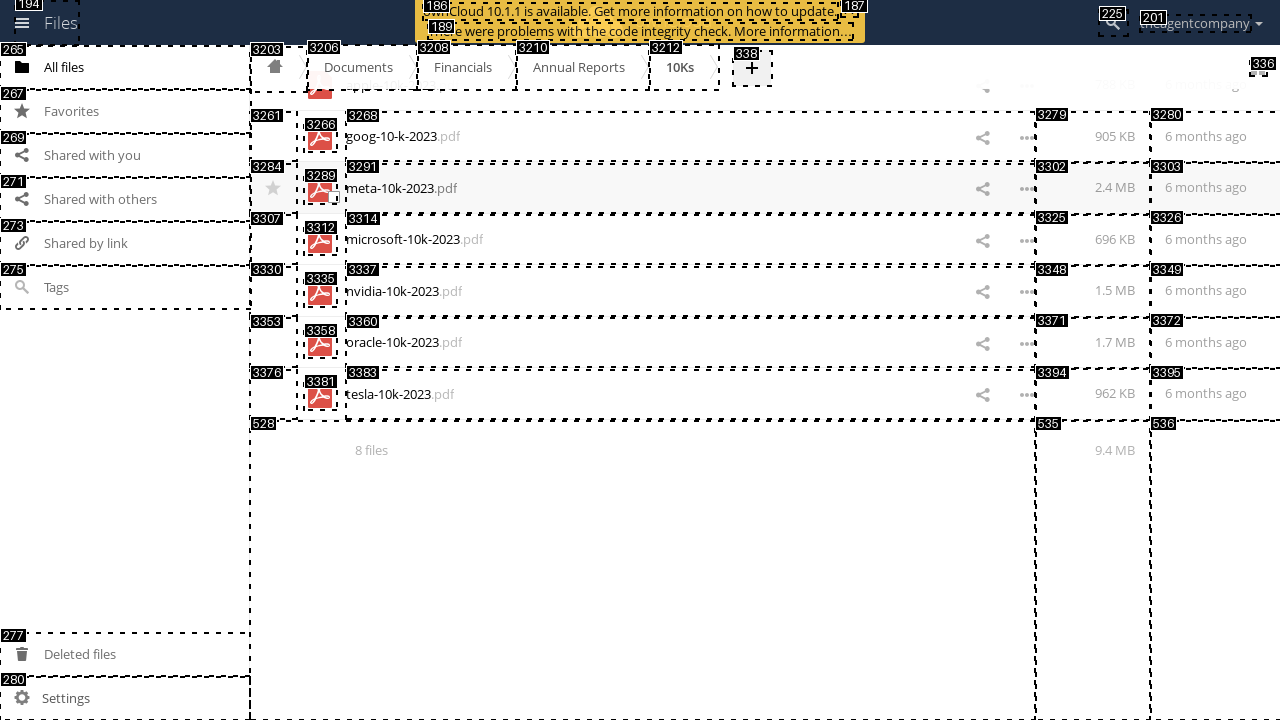 194
Files
186
ownCloud 10.1.1 is available. Get more information on how to update.
187
189
There were problems with the code integrity check. More information…
225
201
theagentcompany
265
All files
267
Favorites
269
Shared with you
271
Shared with others
273
Shared by link
275
Tags
277
Deleted files
280
Settings
3203
3206
Documents
3208
Financials
3210
Annual Reports
3212
10Ks
338
+
336
3261
3266
3268
goog-10-k-2023.pdf
3279
905 KB
3280
6 months ago
3284
3289
3291
meta-10k-2023.pdf
3302
2.4 MB
3303
6 months ago
3307
3312
3314
microsoft-10k-2023.pdf
3325
696 KB
3326
6 months ago
3330
3335
3337
nvidia-10k-2023.pdf
3348
1.5 MB
3349
6 months ago
3353
3358
3360
oracle-10k-2023.pdf
3371
1.7 MB
3372
6 months ago
3376
3381
3383
tesla-10k-2023.pdf
3394
962 KB
3395
6 months ago
528
8 files
535
9.4 MB
536